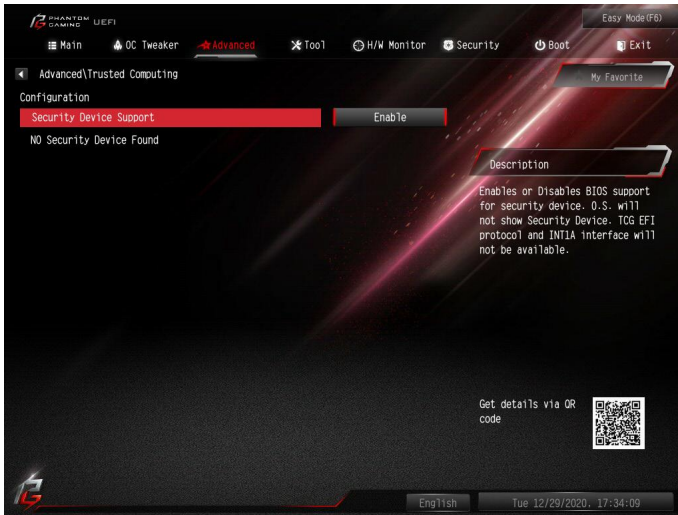 PHANTOM GAMING UEFI
Easy Mode(F6)
Main OC Tweaker Advanced Tool H/W Monitor Security Boot Exit
Advanced\Trusted Computing
My Favorite
Configuration
Security Device Support Enable
NO Security Device Found
Description
Enables or Disables BIOS support
for security device. O.S. will
not show Security Device. TCG EFI
protocol and INT1A interface will
not be available.
Get details via QR
code
English
Tue 12/29/2020. 17:34:09